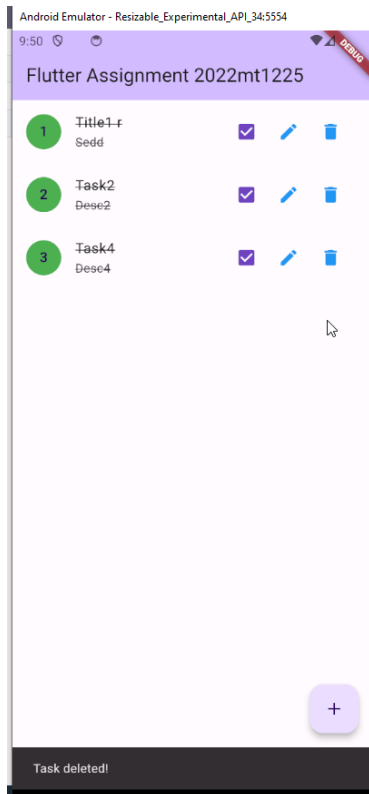 Android Emulator - Resizable_Experimental_API_34:5554
9:50
DEBUG
Flutter Assignment 2022mt1225
1
Title1 r
Sedd
2
Task2
Desc2
3
Task4
Desc4
+
Task deleted!